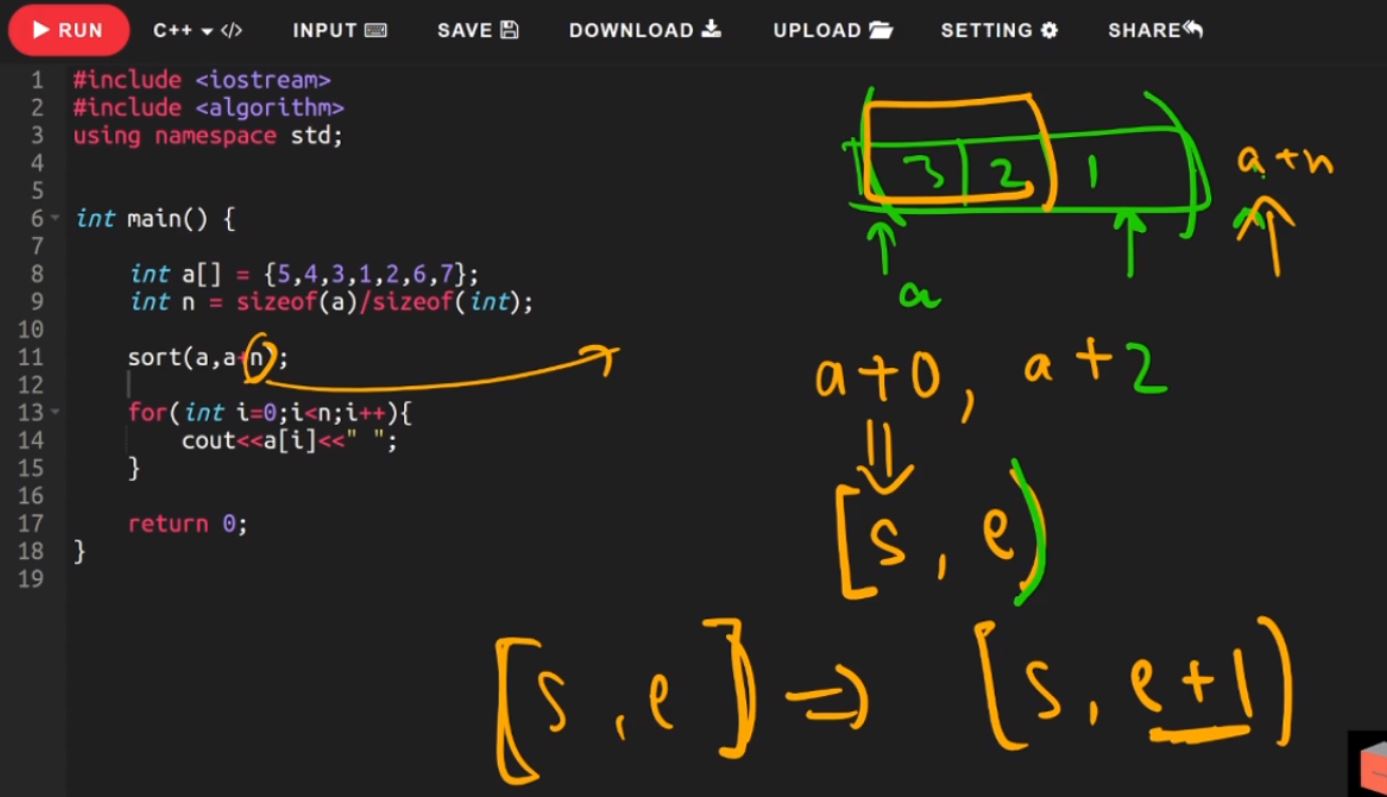 RUN C++ </> INPUT SAVE DOWNLOAD UPLOAD SETTING SHARE
1 #include <iostream>
2 #include <algorithm>
3 using namespace std;
4
5
6 int main() {
7
8 int a[] = {5,4,3,1,2,6,7};
9 int n = sizeof(a)/sizeof(int);
10
11 sort(a,a+n);
12
13 for(int i=0;i<n;i++){
14 cout<<a[i]<<" ";
15 }
16
17 return 0;
18 }
19
3 2 1
a+n
a
a+0, a+2
[s, e)
[s, e] => [s, e+1)